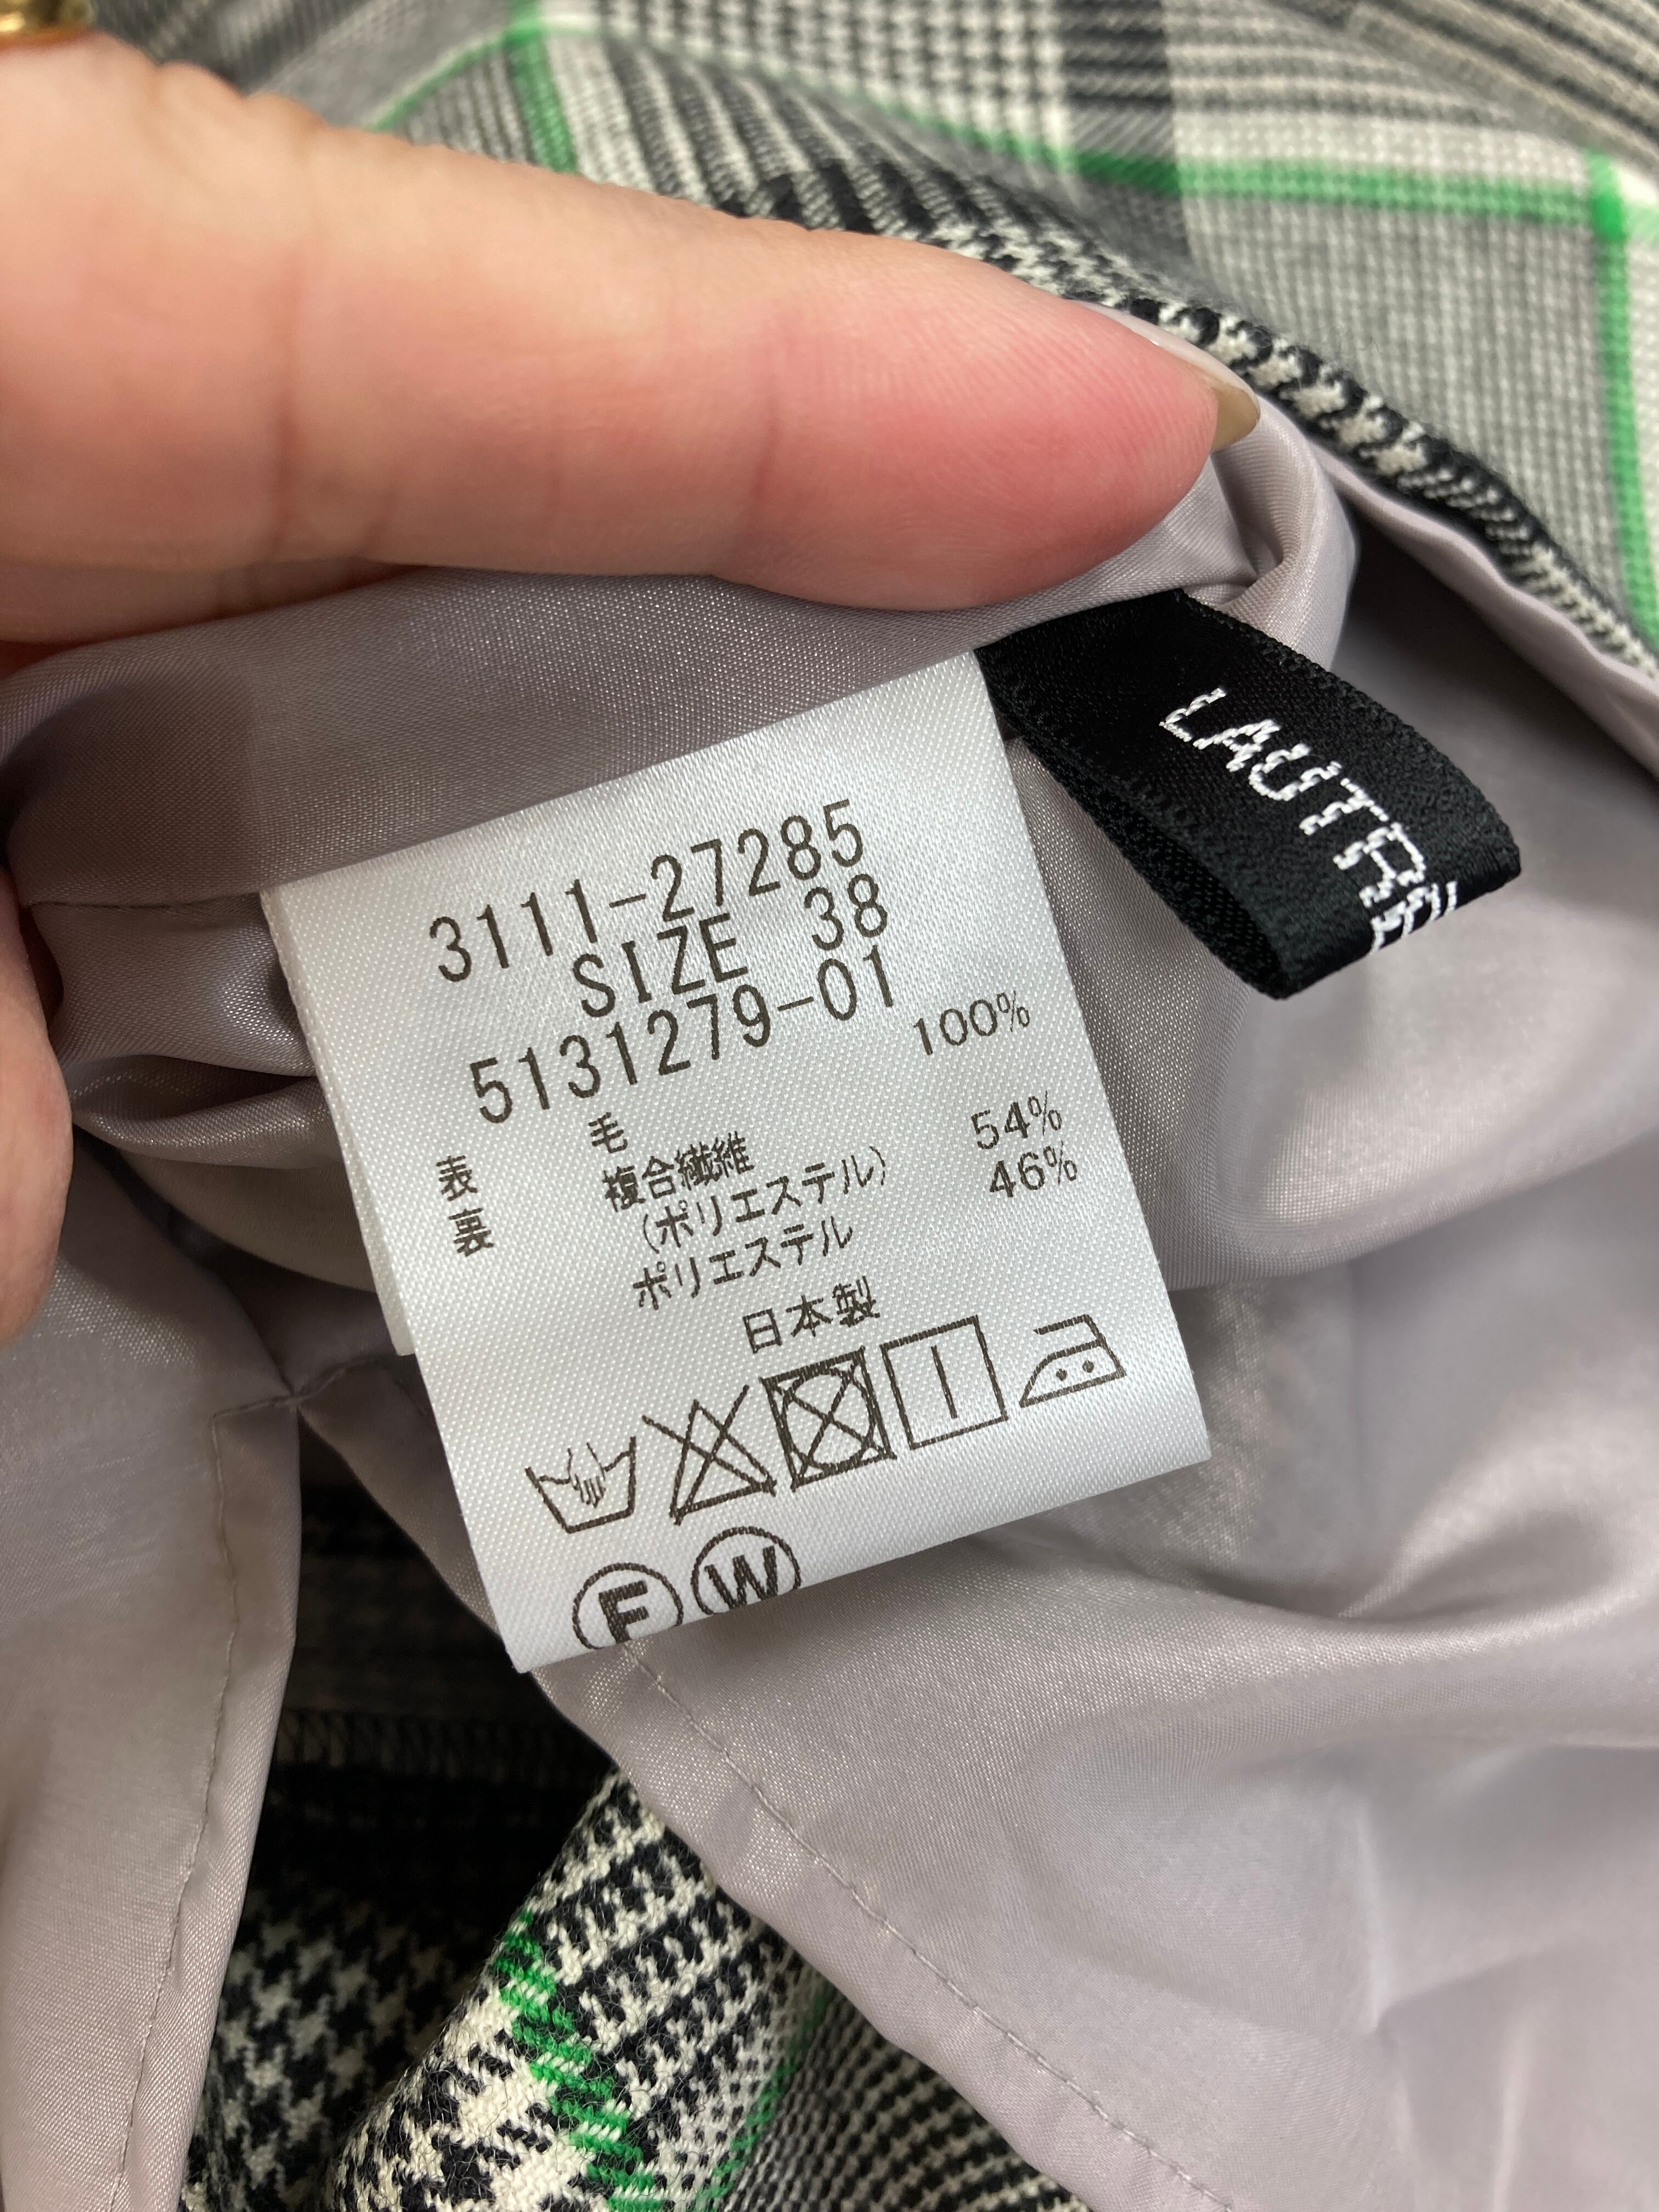 3111-27285
SIZE 38
5131279-01
表 毛 100%
裏 複合繊維
(ポリエステル) 54%
ポリエステル 46%
日本製
F W
LAUTR